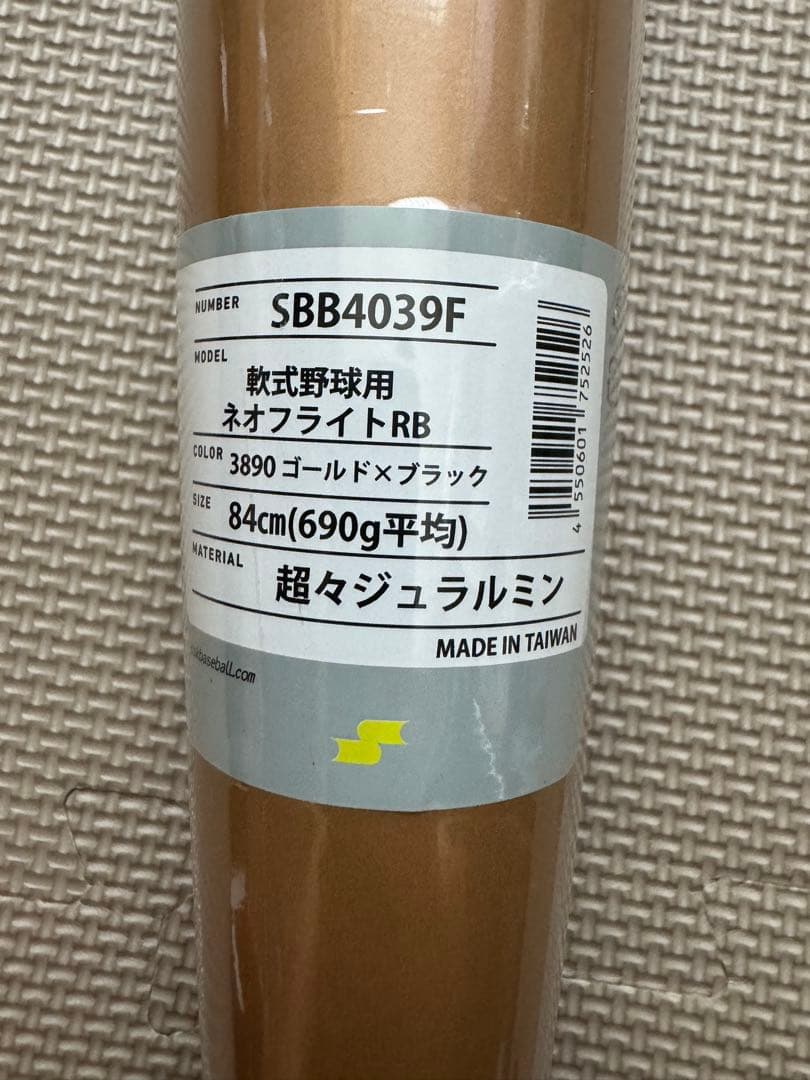 NUMBER SBB4039F
MODEL
軟式野球用
ネオフライトRB
COLOR 3890 ゴールド×ブラック
SIZE 84cm(690g平均)
MATERIAL 超々ジュラルミン
MADE IN TAIWAN
4 550601 752526